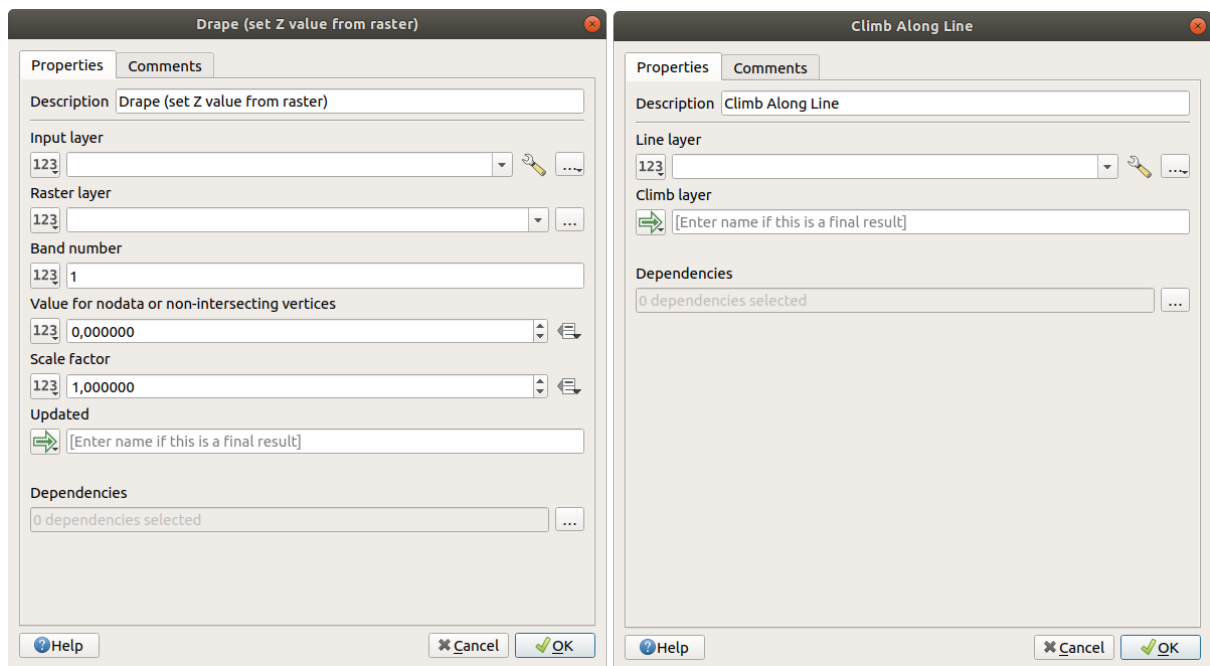 Drape (set Z value from raster)
Properties
Comments
Description
Drape (set Z value from raster)
Input layer
123
...
Raster layer
123
...
Band number
123
1
Value for nodata or non-intersecting vertices
123
0,000000
Scale factor
123
1,000000
Updated
[Enter name if this is a final result]
Dependencies
0 dependencies selected
...
Help
Cancel
OK
Climb Along Line
Properties
Comments
Description
Climb Along Line
Line layer
123
...
Climb layer
[Enter name if this is a final result]
Dependencies
0 dependencies selected
...
Help
Cancel
OK